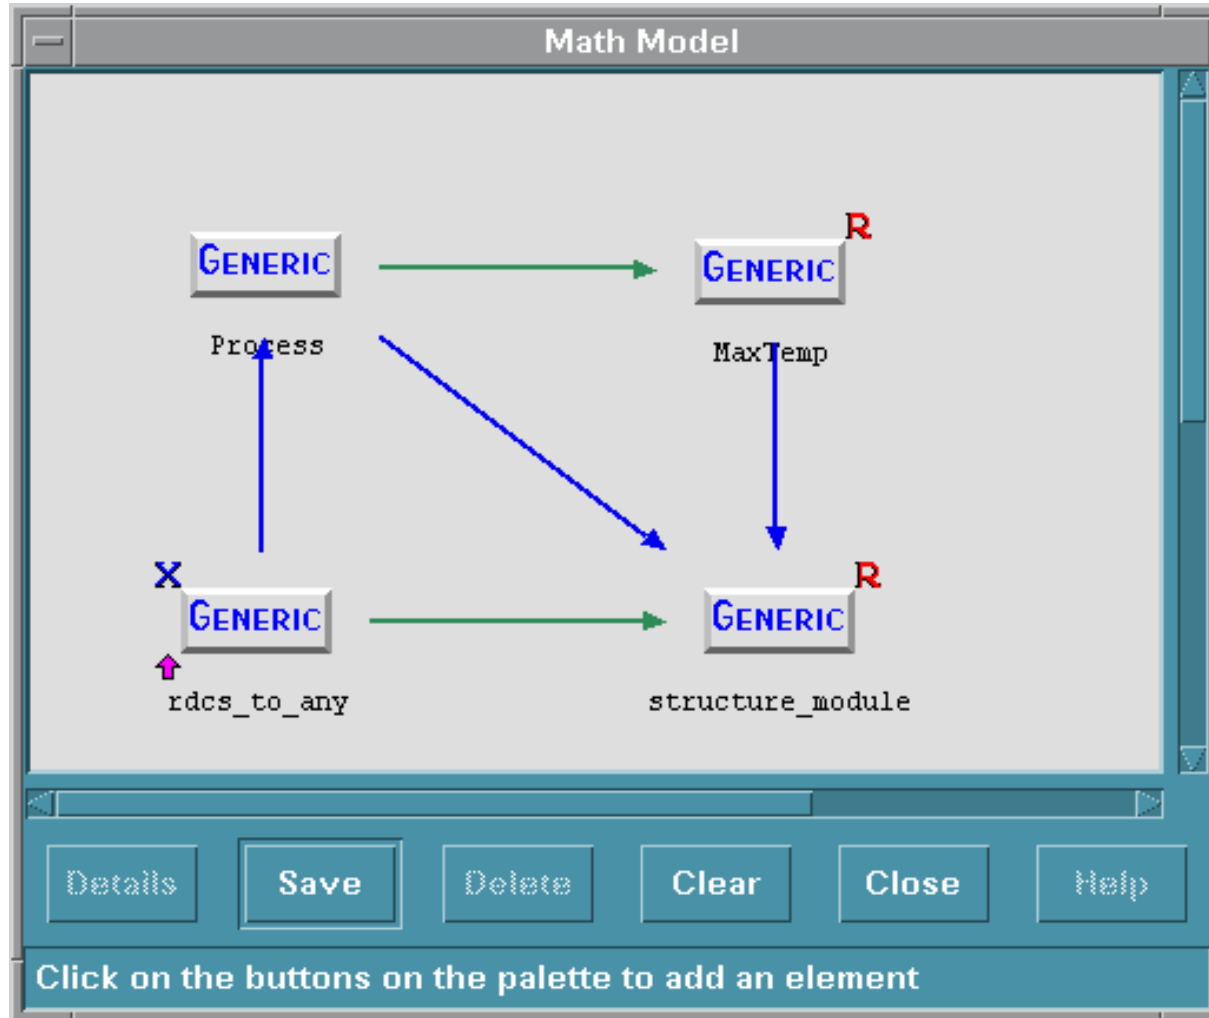 Math Model
R
GENERIC
GENERIC
Process
MaxTemp
X
R
GENERIC
GENERIC
rdcs_to_any
structure_module
Details Save Delete Clear Close Help
Click on the buttons on the palette to add an element